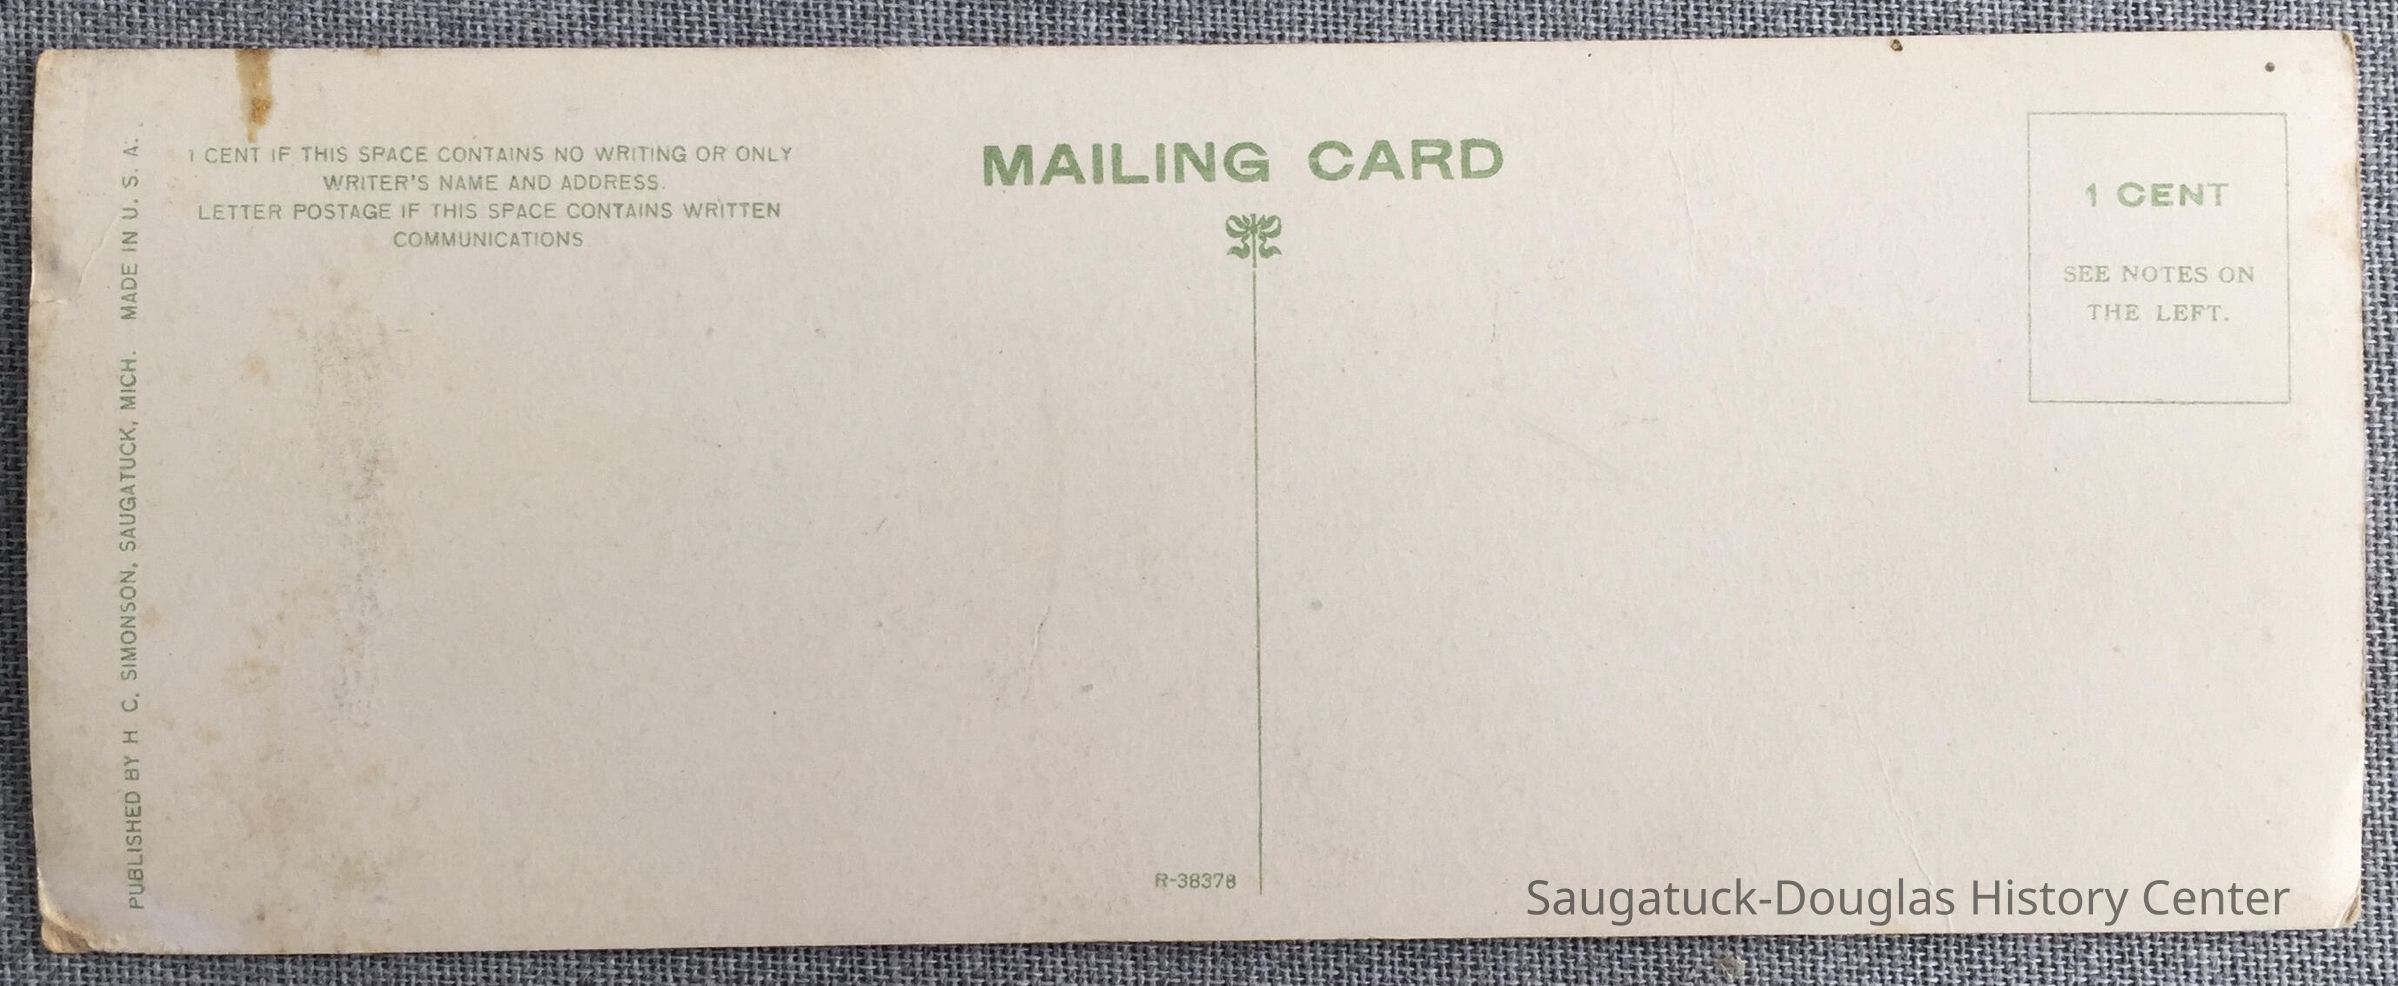 1 CENT IF THIS SPACE CONTAINS NO WRITING OR ONLY
WRITER'S NAME AND ADDRESS.
LETTER POSTAGE IF THIS SPACE CONTAINS WRITTEN
COMMUNICATIONS
PUBLISHED BY H C. SIMONSON, SAUGATUCK, MICH. MADE IN U. S. A.
MAILING CARD
1 CENT
SEE NOTES ON
THE LEFT.
R-38378
Saugatuck-Douglas History Center